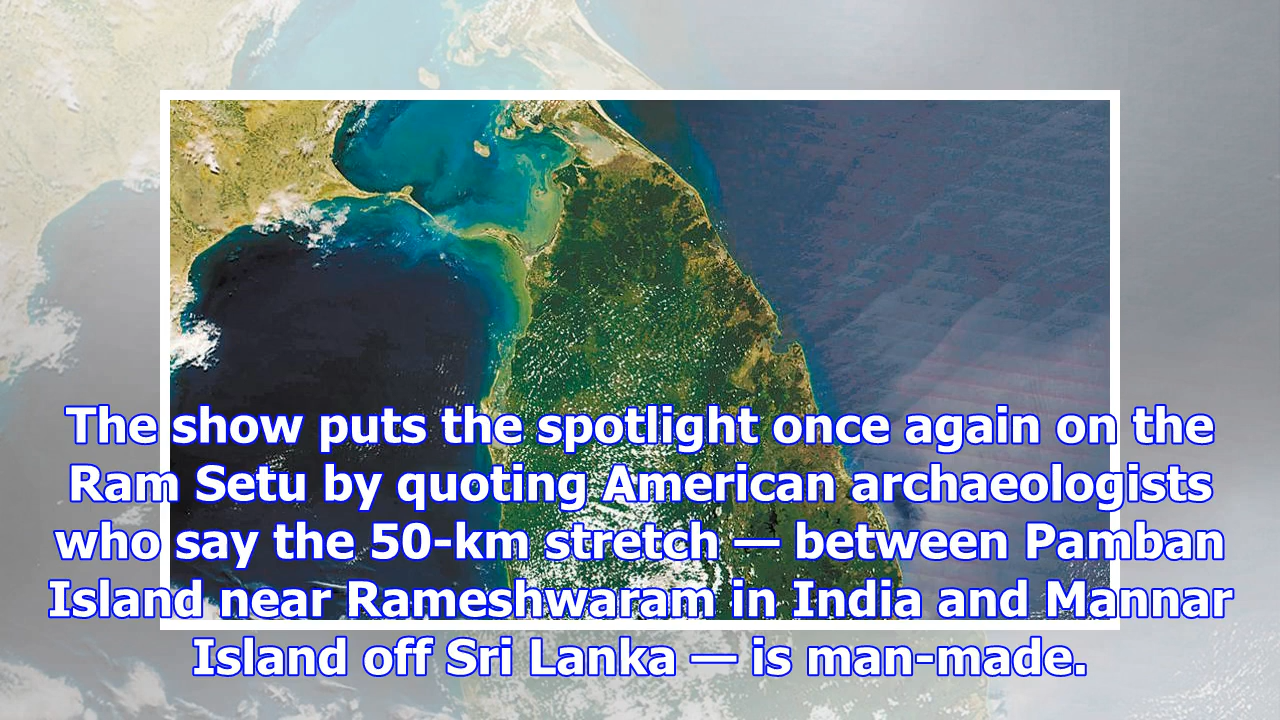 The show puts the spotlight once again on the
Ram Setu by quoting American archaeologists
who say the 50-km stretch — between Pamban
Island near Rameshwaram in India and Mannar
Island off Sri Lanka — is man-made.